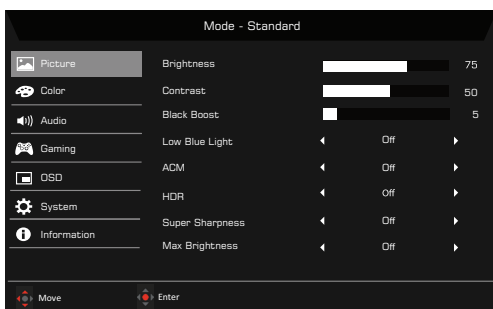 Mode - Standard
Picture
Brightness 75
Color
Contrast 50
Audio
Black Boost 5
Gaming
Low Blue Light Off
OSD
ACM Off
System
HDR Off
Information
Super Sharpness Off
Max Brightness Off
Move Enter